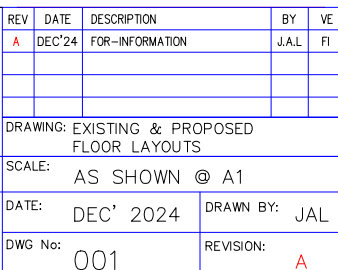 REV DATE DESCRIPTION BY VE
A DEC'24 FOR-INFORMATION J.A.L FI
DRAWING: EXISTING & PROPOSED
FLOOR LAYOUTS
SCALE: AS SHOWN @ A1
DATE: DEC' 2024 DRAWN BY: JAL
DWG No: 001 REVISION: A